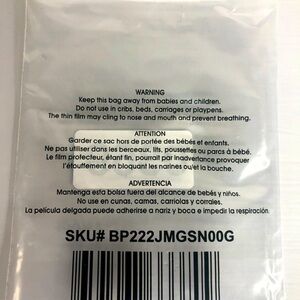 WARNING
Keep this bag away from babies and children.
Do not use in cribs, beds, carriages or playpens.
The thin film may cling to nose and mouth and prevent breathing.
ATTENTION
Garder ce sac hors de portée des bébés et enfants.
Ne pas utiliser dans les berceaux, lits, poussettes ou parcs à bébé.
Le film protecteur, étant fin, pourrait par inadvertance provoquer
l'étouffement en bloquant les narines ou/et la bouche.
ADVERTENCIA
Mantenga esta bolsa fuera del alcance de bebés y niños.
No use en cunas, camas, carriolas y corrales.
La película delgada puede adherirse a nariz y boca e impedir la respiración.
SKU# BP222JMGSN00G